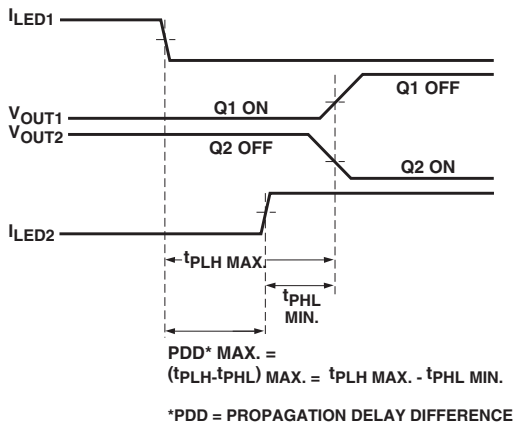 ILED1
VOUT1
Q1 ON
Q1 OFF
VOUT2
Q2 OFF
Q2 ON
ILED2
tPLH MAX.
tPHL
MIN.
PDD* MAX. =
(tPLH-tPHL) MAX. = tPLH MAX. - tPHL MIN.
*PDD = PROPAGATION DELAY DIFFERENCE